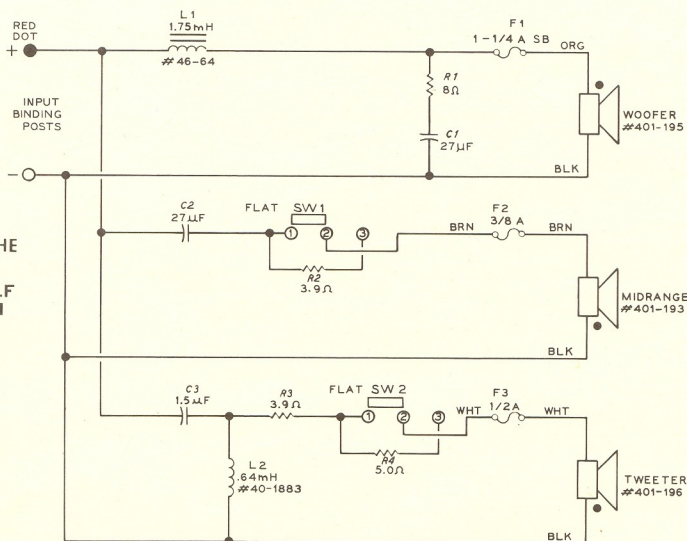 RED
DOT
+
L1
1.75mH
#46-64
F1
1-1/4 A SB
ORG
INPUT
BINDING
POSTS
R1
8Ω
C1
27µF
WOOFER
#401-195
−
BLK
C2
27µF
FLAT SW1
1 2 3
R2
3.9Ω
BRN
F2
3/8 A
BRN
HE
LF
MIDRANGE
#401-193
BLK
C3
1.5µF
R3
3.9Ω
FLAT SW2
1 2 3
R4
5.0Ω
WHT
F3
1/2A
WHT
L2
.64mH
#40-1883
TWEETER
#401-196
BLK